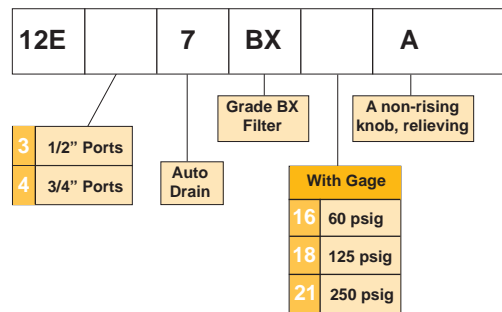 12E 7 BX A
Grade BX
Filter
A non-rising
knob, relieving
3 1/2” Ports
4 3/4” Ports
Auto
Drain
With Gage
16 60 psig
18 125 psig
21 250 psig